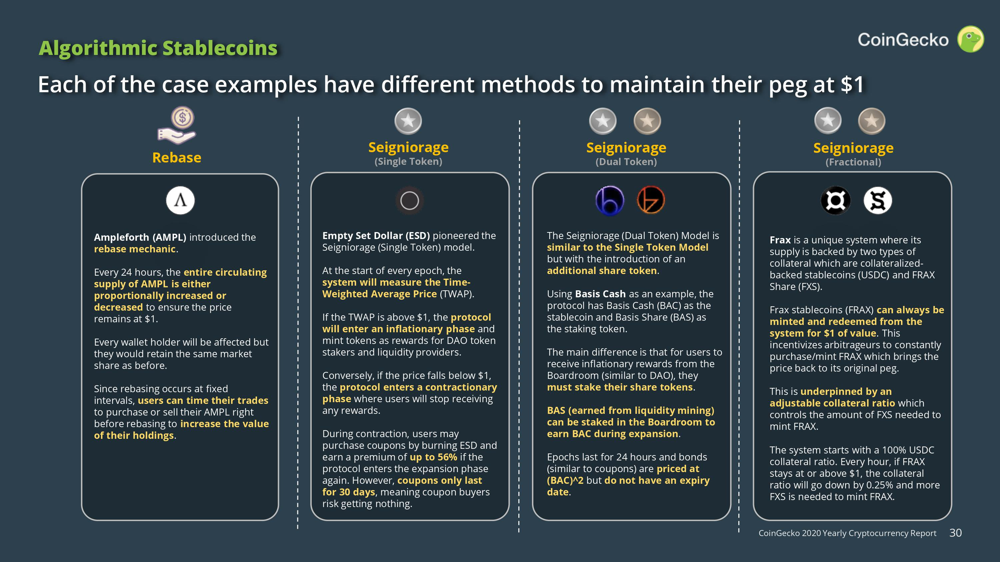 Algorithmic Stablecoins
CoinGecko
Each of the case examples have different methods to maintain their peg at $1
Rebase
Ampleforth (AMPL) introduced the
rebase mechanic.
Every 24 hours, the entire circulating
supply of AMPL is either
proportionally increased or
decreased to ensure the price
remains at $1.
Every wallet holder will be affected but
they would retain the same market
share as before.
Since rebasing occurs at fixed
intervals, users can time their trades
to purchase or sell their AMPL right
before rebasing to increase the value
of their holdings.
Seigniorage
(Single Token)
Empty Set Dollar (ESD) pioneered the
Seigniorage (Single Token) model.
At the start of every epoch, the
system will measure the Time-
Weighted Average Price (TWAP).
If the TWAP is above $1, the protocol
will enter an inflationary phase and
mint tokens as rewards for DAO token
stakers and liquidity providers.
Conversely, if the price falls below $1,
the protocol enters a contractionary
phase where users will stop receiving
any rewards.
During contraction, users may
purchase coupons by burning ESD and
earn a premium of up to 56% if the
protocol enters the expansion phase
again. However, coupons only last
for 30 days, meaning coupon buyers
risk getting nothing.
Seigniorage
(Dual Token)
The Seigniorage (Dual Token) Model is
similar to the Single Token Model
but with the introduction of an
additional share token.
Using Basis Cash as an example, the
protocol has Basis Cash (BAC) as the
stablecoin and Basis Share (BAS) as
the staking token.
The main difference is that for users to
receive inflationary rewards from the
Boardroom (similar to DAO), they
must stake their share tokens.
BAS (earned from liquidity mining)
can be staked in the Boardroom to
earn BAC during expansion.
Epochs last for 24 hours and bonds
(similar to coupons) are priced at
(BAC)^2 but do not have an expiry
date.
Seigniorage
(Fractional)
Frax is a unique system where its
supply is backed by two types of
collateral which are collateralized-
backed stablecoins (USDC) and FRAX
Share (FXS).
Frax stablecoins (FRAX) can always be
minted and redeemed from the
system for $1 of value. This
incentivizes arbitrageurs to constantly
purchase/mint FRAX which brings the
price back to its original peg.
This is underpinned by an
adjustable collateral ratio which
controls the amount of FXS needed to
mint FRAX.
The system starts with a 100% USDC
collateral ratio. Every hour, if FRAX
stays at or above $1, the collateral
ratio will go down by 0.25% and more
FXS is needed to mint FRAX.
CoinGecko 2020 Yearly Cryptocurrency Report 30